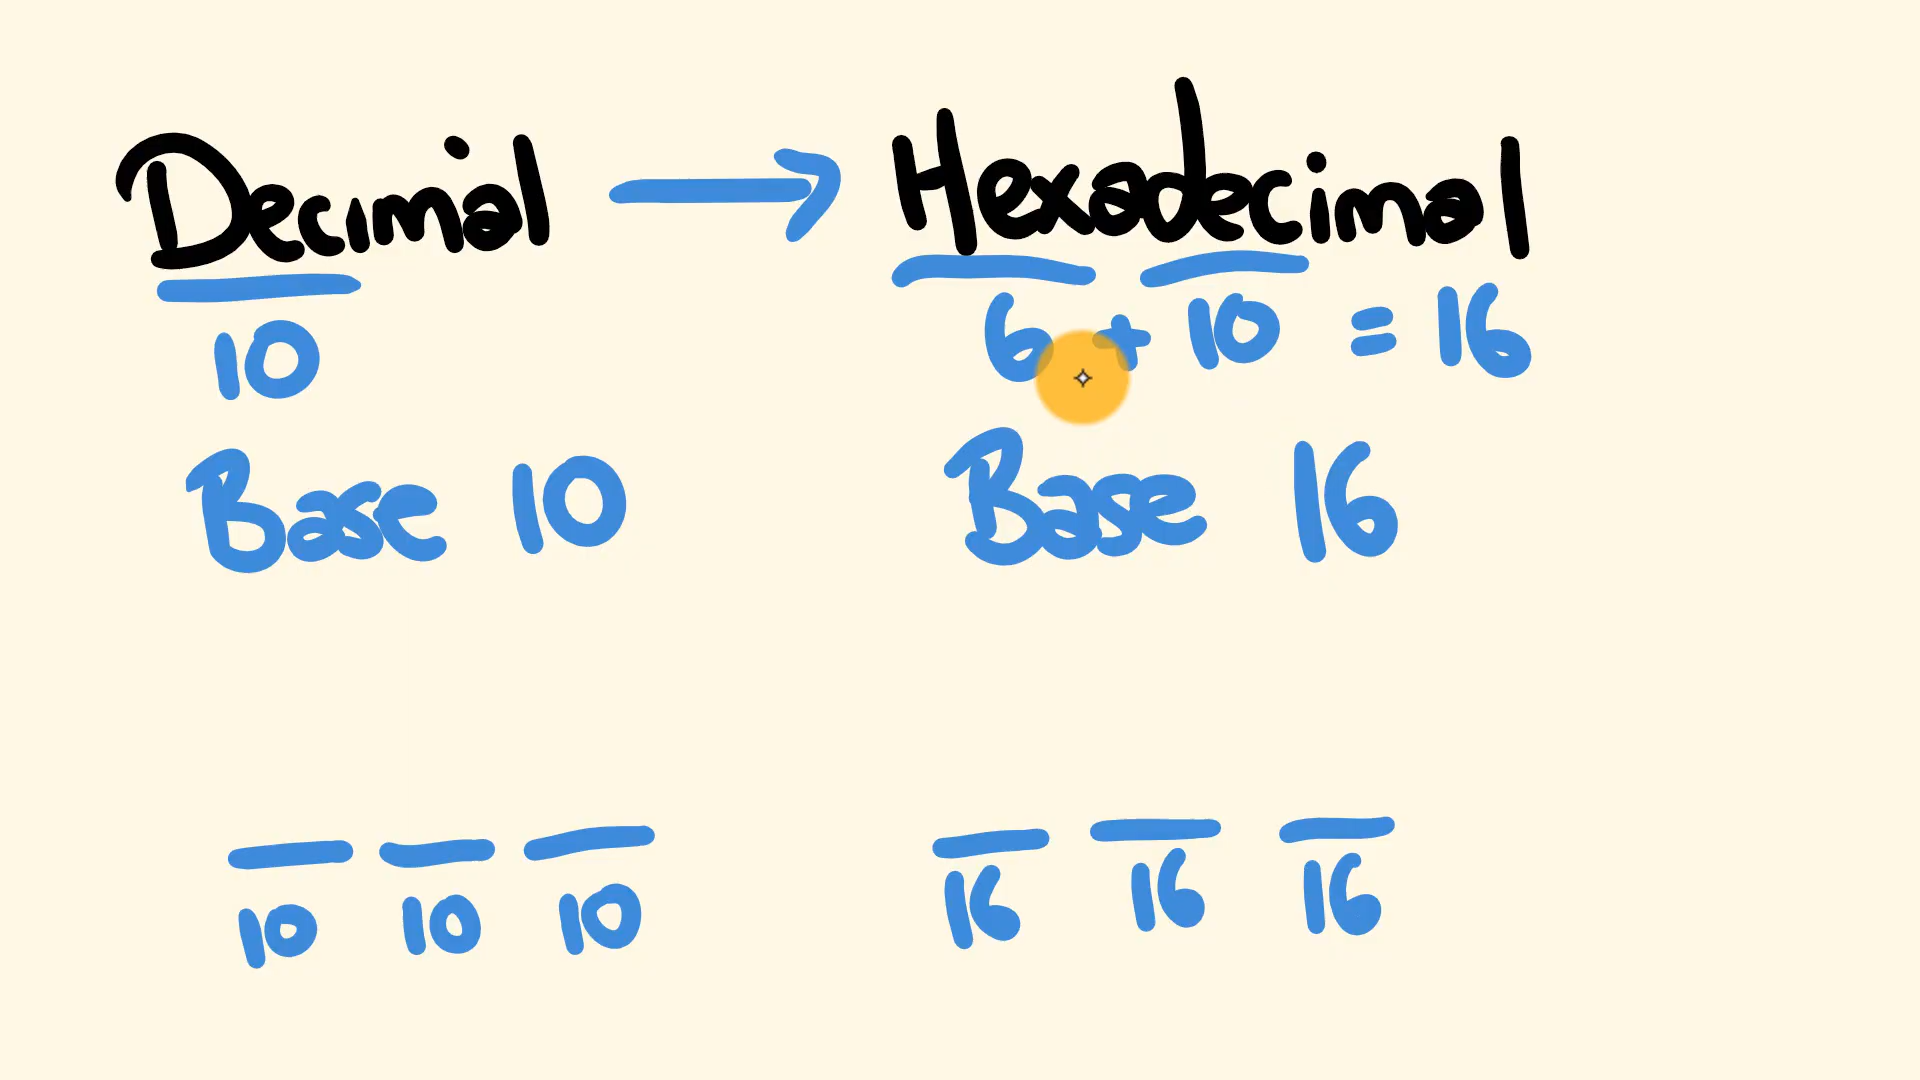 Decimal → Hexadecimal
10 6 + 10 = 16
Base 10 Base 16
10 10 10 16 16 16